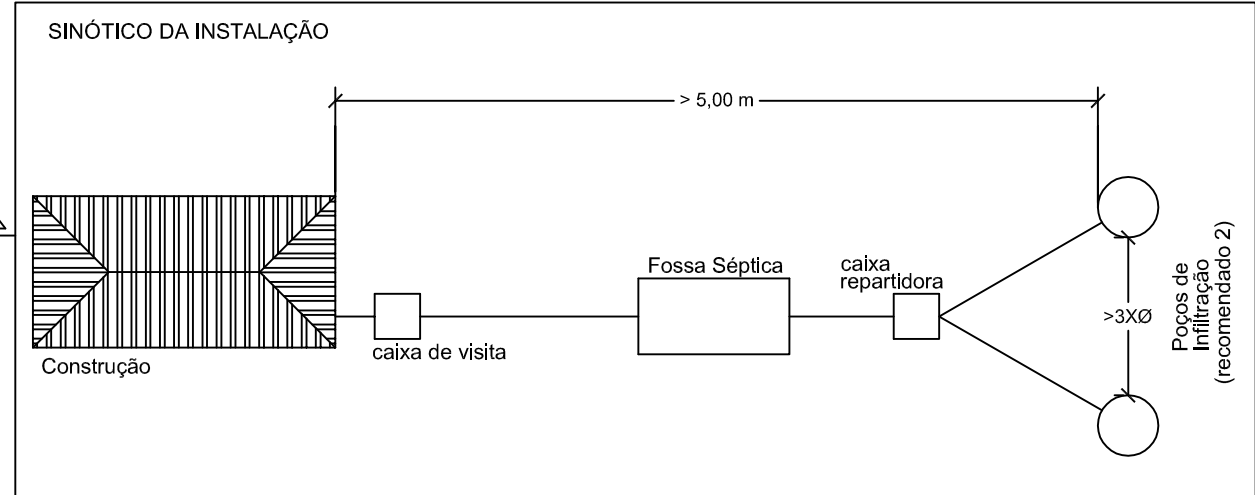 SINÓTICO DA INSTALAÇÃO
> 5,00 m
Fossa Séptica
caixa
repartidora
>3XØ
Poços de
Infiltração
(recomendado 2)
caixa de visita
Construção